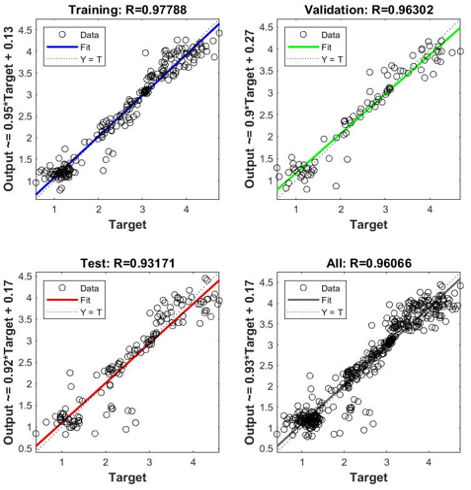 Training: R=0.97788
Output ~= 0.95*Target + 0.13
4.5
4
3.5
3
2.5
2
1.5
1
Data
Fit
Y = T
1 2 3 4
Target
Validation: R=0.96302
Output ~= 0.9*Target + 0.27
4.5
4
3.5
3
2.5
2
1.5
1
Data
Fit
Y = T
1 2 3 4
Target
Test: R=0.93171
Output ~= 0.92*Target + 0.17
4.5
4
3.5
3
2.5
2
1.5
1
0.5
Data
Fit
Y = T
1 2 3 4
Target
All: R=0.96066
Output ~= 0.93*Target + 0.17
4.5
4
3.5
3
2.5
2
1.5
1
0.5
Data
Fit
Y = T
1 2 3 4
Target